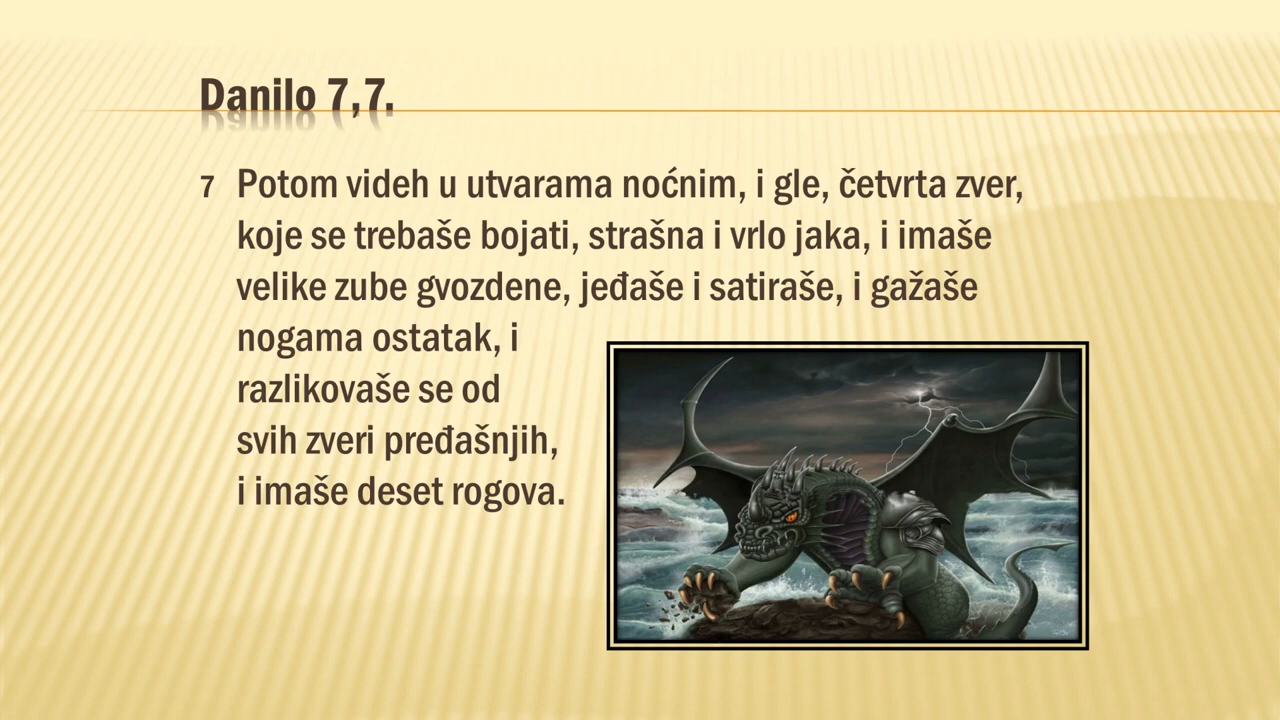 Danilo 7,7.
7 Potom videh u utvarama noćnim, i gle, četvrta zver,
koje se trebaše bojati, strašna i vrlo jaka, i imaše
velike zube gvozdene, jeđaše i satiraše, i gažaše
nogama ostatak, i
razlikovaše se od
svih zveri pređašnjih,
i imaše deset rogova.